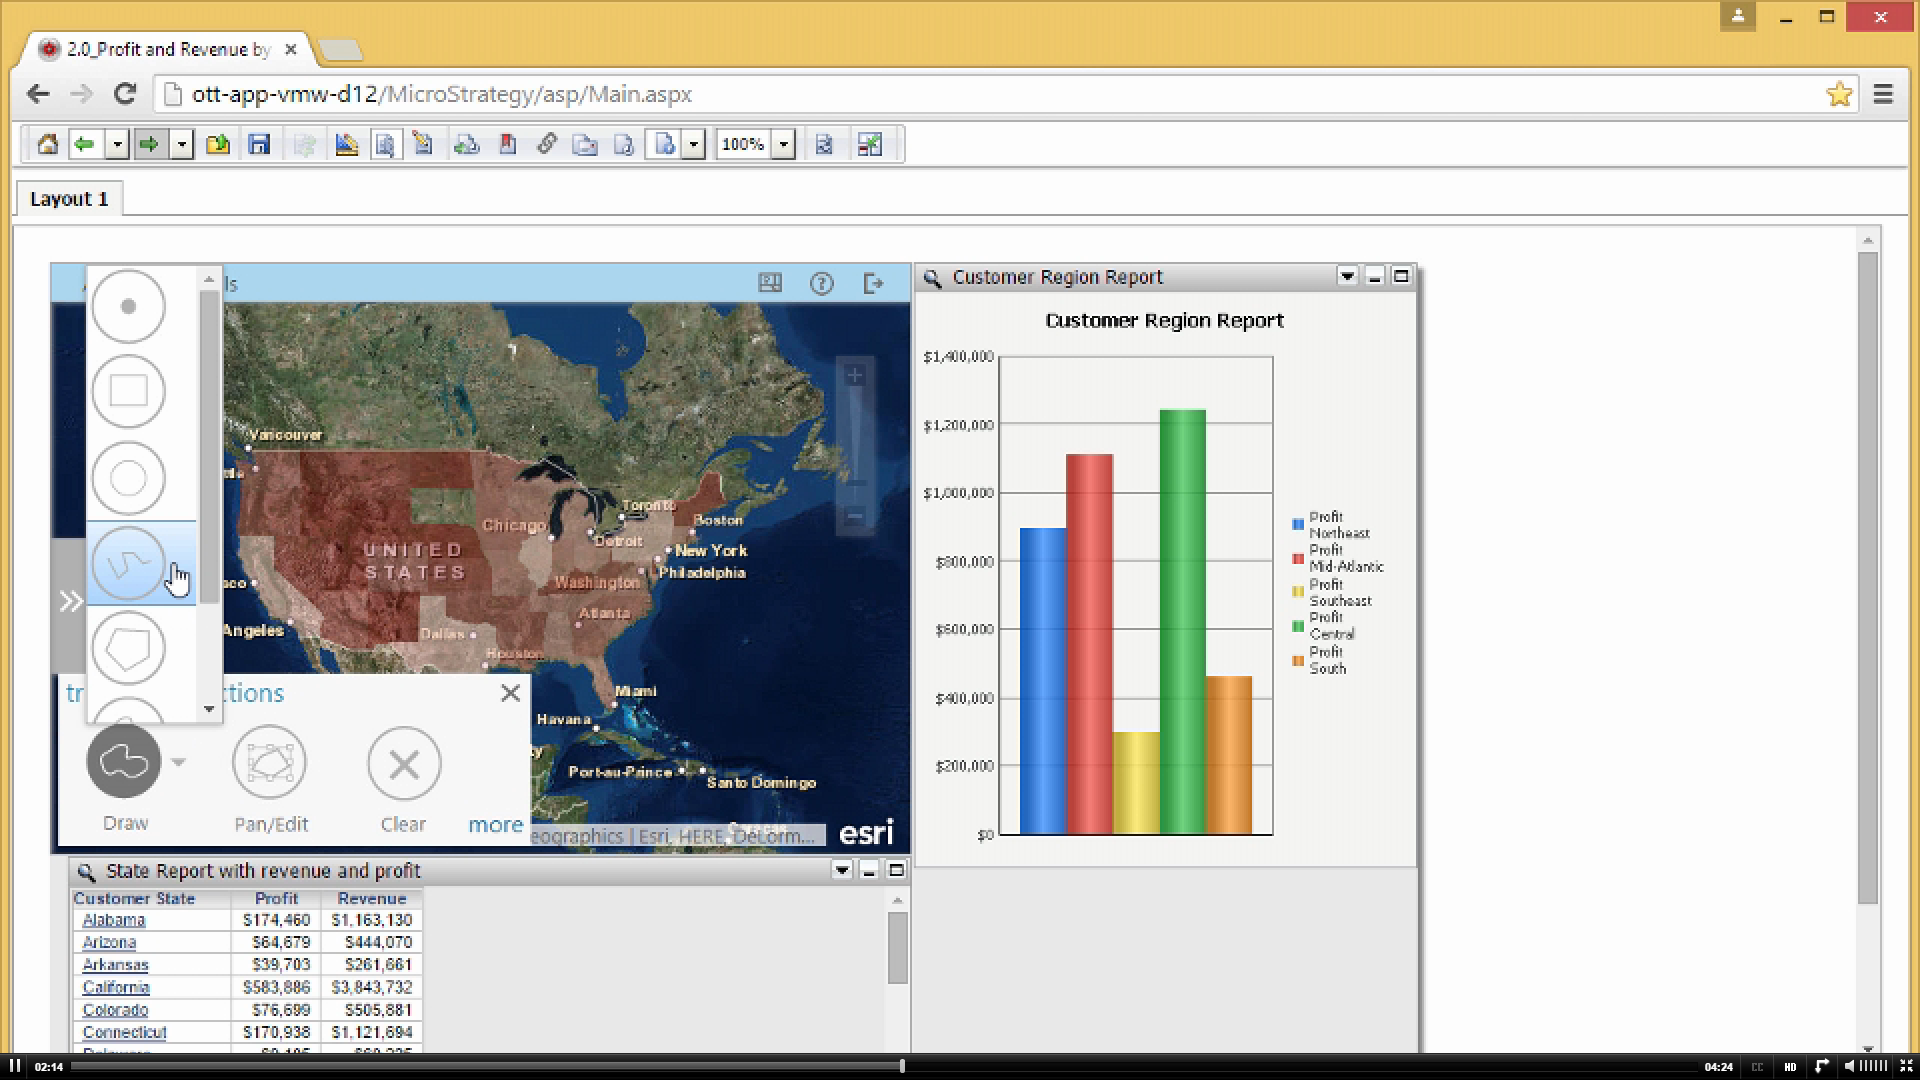 2.0_Profit and Revenue by
ott-app-vmw-d12/MicroStrategy/asp/Main.aspx
100%
Layout 1
ls
Customer Region Report
Customer Region Report
$1,400,000
$1,200,000
$1,000,000
$800,000
$600,000
$400,000
$200,000
$0
Profit
Northeast
Profit
Mid-Atlantic
Profit
Southeast
Profit
Central
Profit
South
Vancouver
Toronto
Boston
Chicago
Detroit
New York
UNITED
STATES
Philadelphia
Washington
Atlanta
Angeles
Dallas
Houston
Miami
Havana
Port-au-Prince
Santo Domingo
tr
ctions
Draw
Pan/Edit
Clear
more
eographics | Esri, HERE, DeLorm...
esri
State Report with revenue and profit
Customer State Profit Revenue
Alabama $174,460 $1,163,130
Arizona $64,679 $444,070
Arkansas $39,703 $261,661
California $583,886 $3,843,732
Colorado $76,699 $505,881
Connecticut $170,938 $1,121,694
02:14
04:24
CC
HD